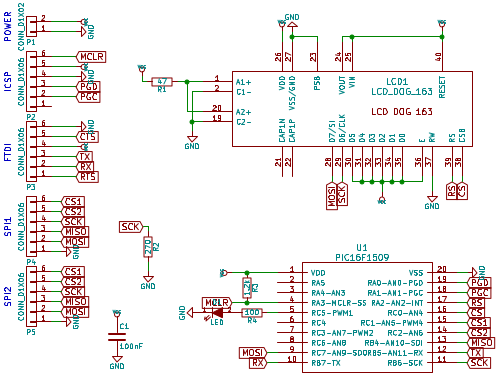 POWER
CONN_01X02
2
1
P1
GND
ICSP
CONN_01X06
6
5
4
3
2
1
P2
MCLR
GND
PGD
PGC
FTDI
CONN_01X06
6
5
4
3
2
1
P3
GND
CTS
TX
RX
RTS
SPI1
CONN_01X06
6
5
4
3
2
1
P4
CS1
CS2
SCK
MISO
MOSI
GND
SPI2
CONN_01X06
6
5
4
3
2
1
P5
CS1
CS2
SCK
MISO
MOSI
GND
47
R1
GND
1
2
20
19
A1+
C1-
A2+
C2-
GND
26
27
23
24
25
40
VDD
VSS/GND
PSB
VOUT
VIN
RESET
LCD1
LCD_DOG_163
LCD DOG 163
CAP1N
CAP1P
D7/SI
D6/CLK
D5
D4
D3
D2
D1
D0
E
RW
RS
CSB
21
22
28
29
30
31
32
33
34
35
36
37
39
38
MOSI
SCK
GND
RS
CS
SCK
270
R2
GND
C1
100nF
GND
R3
MCLR
GND
LED
100
R4
MOSI
RX
U1
PIC16F1509
1 VDD VSS 20
2 RA5 RA0-AN0-PGD 19
3 RA4-AN3 RA1-AN1-PGC 18
4 RA3-MCLR-SS RA2-AN2-INT 17
5 RC5-PWM1 RC0-AN4 16
6 RC4 RC1-AN5-PWM4 15
7 RC3-AN7-PWM2 RC2-AN6 14
8 RC6-AN8 RB4-AN10-SDI 13
9 RC7-AN9-SDO RB5-AN11-RX 12
10 RB7-TX RB6-SCK 11
GND
PGD
PGC
RS
CS
CS1
CS2
MISO
TX
SCK